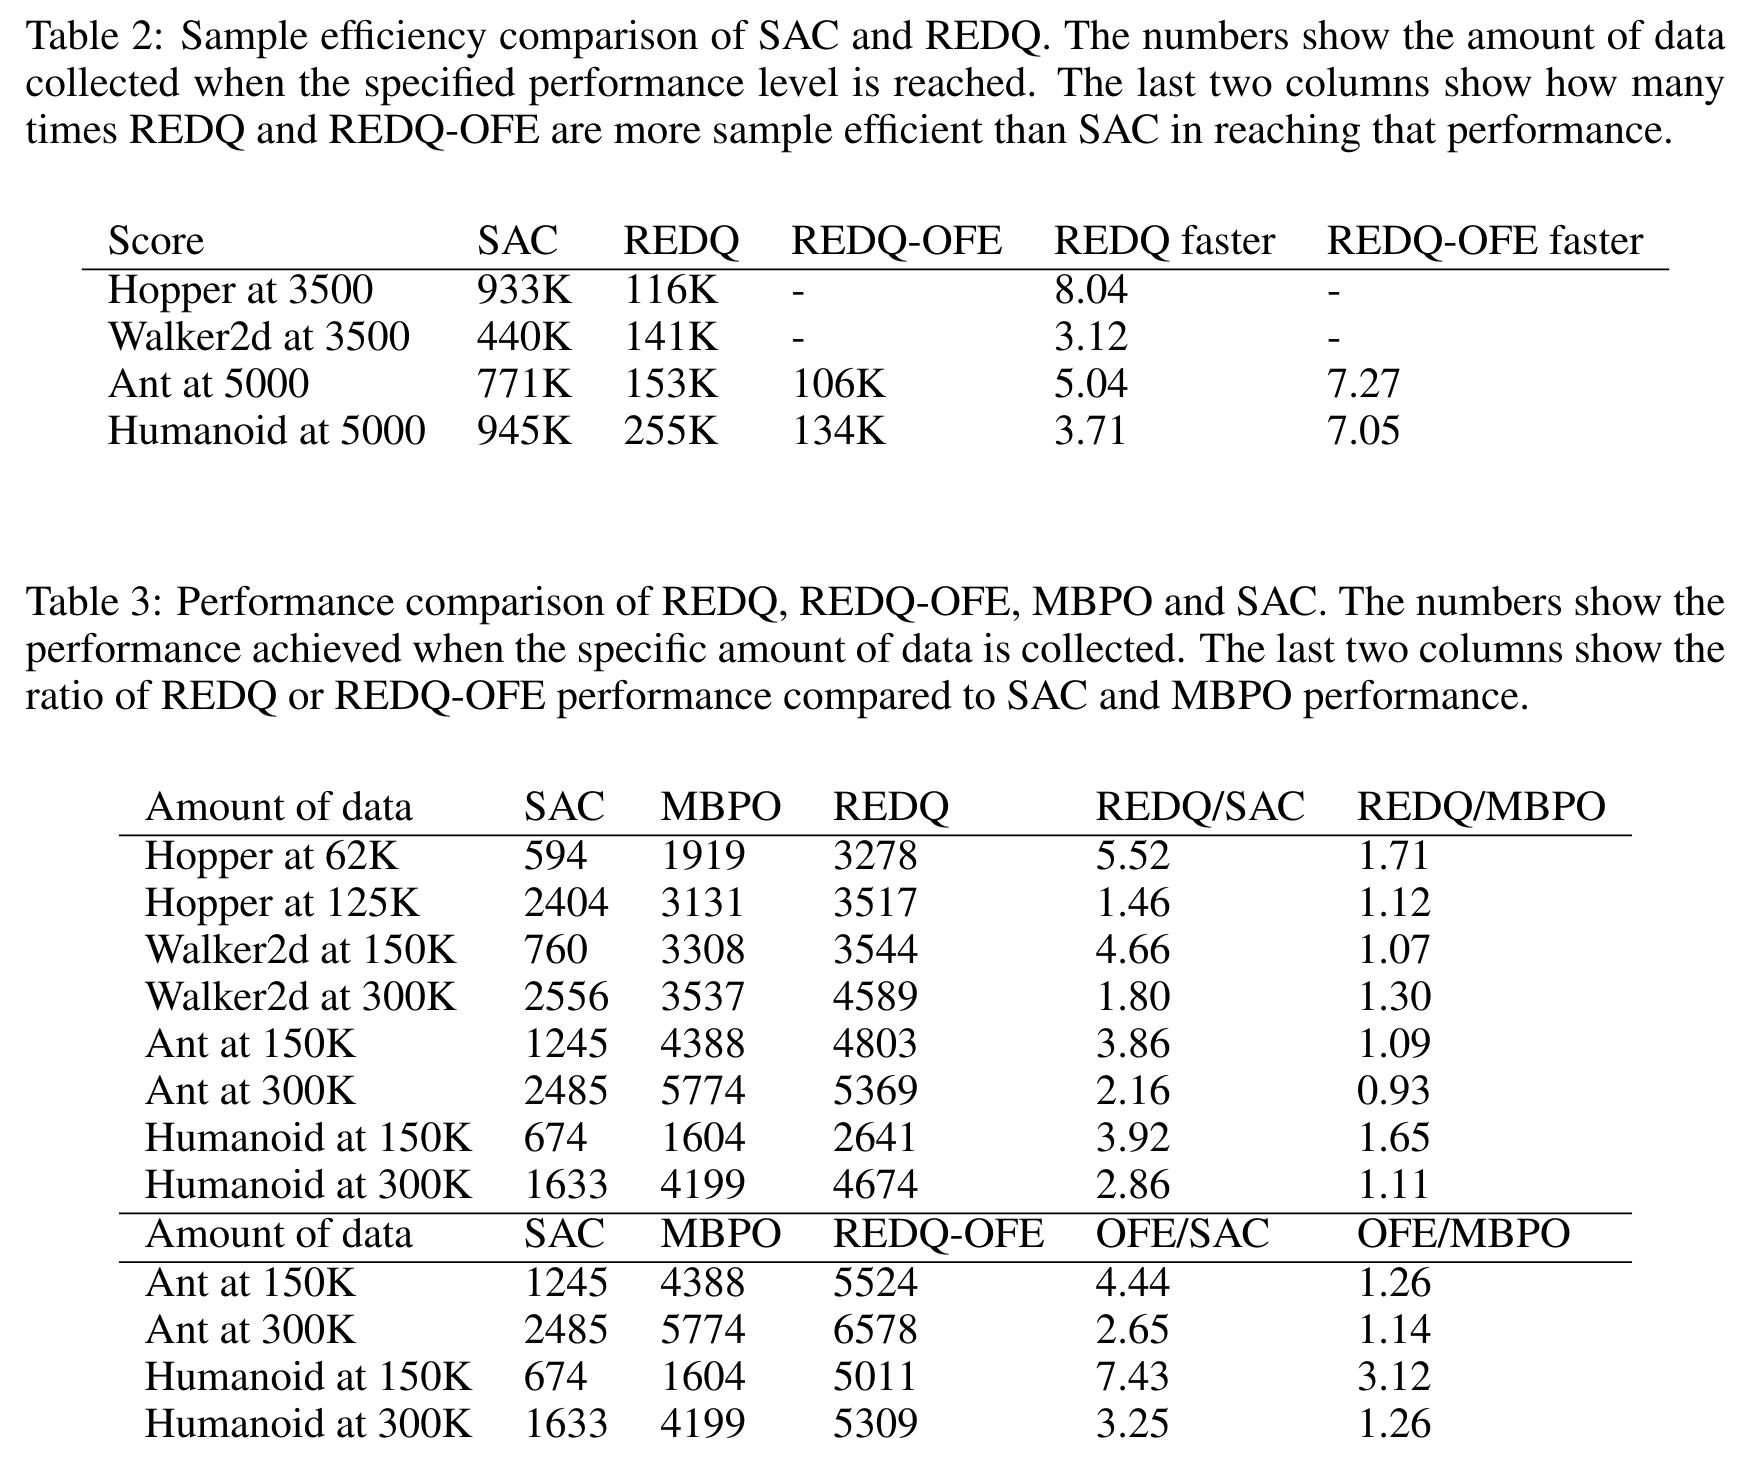 Table 2: Sample efficiency comparison of SAC and REDQ. The numbers show the amount of data
collected when the specified performance level is reached. The last two columns show how many
times REDQ and REDQ-OFE are more sample efficient than SAC in reaching that performance.
Score SAC REDQ REDQ-OFE REDQ faster REDQ-OFE faster
Hopper at 3500 933K 116K - 8.04 -
Walker2d at 3500 440K 141K - 3.12 -
Ant at 5000 771K 153K 106K 5.04 7.27
Humanoid at 5000 945K 255K 134K 3.71 7.05
Table 3: Performance comparison of REDQ, REDQ-OFE, MBPO and SAC. The numbers show the
performance achieved when the specific amount of data is collected. The last two columns show the
ratio of REDQ or REDQ-OFE performance compared to SAC and MBPO performance.
Amount of data SAC MBPO REDQ REDQ/SAC REDQ/MBPO
Hopper at 62K 594 1919 3278 5.52 1.71
Hopper at 125K 2404 3131 3517 1.46 1.12
Walker2d at 150K 760 3308 3544 4.66 1.07
Walker2d at 300K 2556 3537 4589 1.80 1.30
Ant at 150K 1245 4388 4803 3.86 1.09
Ant at 300K 2485 5774 5369 2.16 0.93
Humanoid at 150K 674 1604 2641 3.92 1.65
Humanoid at 300K 1633 4199 4674 2.86 1.11
Amount of data SAC MBPO REDQ-OFE OFE/SAC OFE/MBPO
Ant at 150K 1245 4388 5524 4.44 1.26
Ant at 300K 2485 5774 6578 2.65 1.14
Humanoid at 150K 674 1604 5011 7.43 3.12
Humanoid at 300K 1633 4199 5309 3.25 1.26